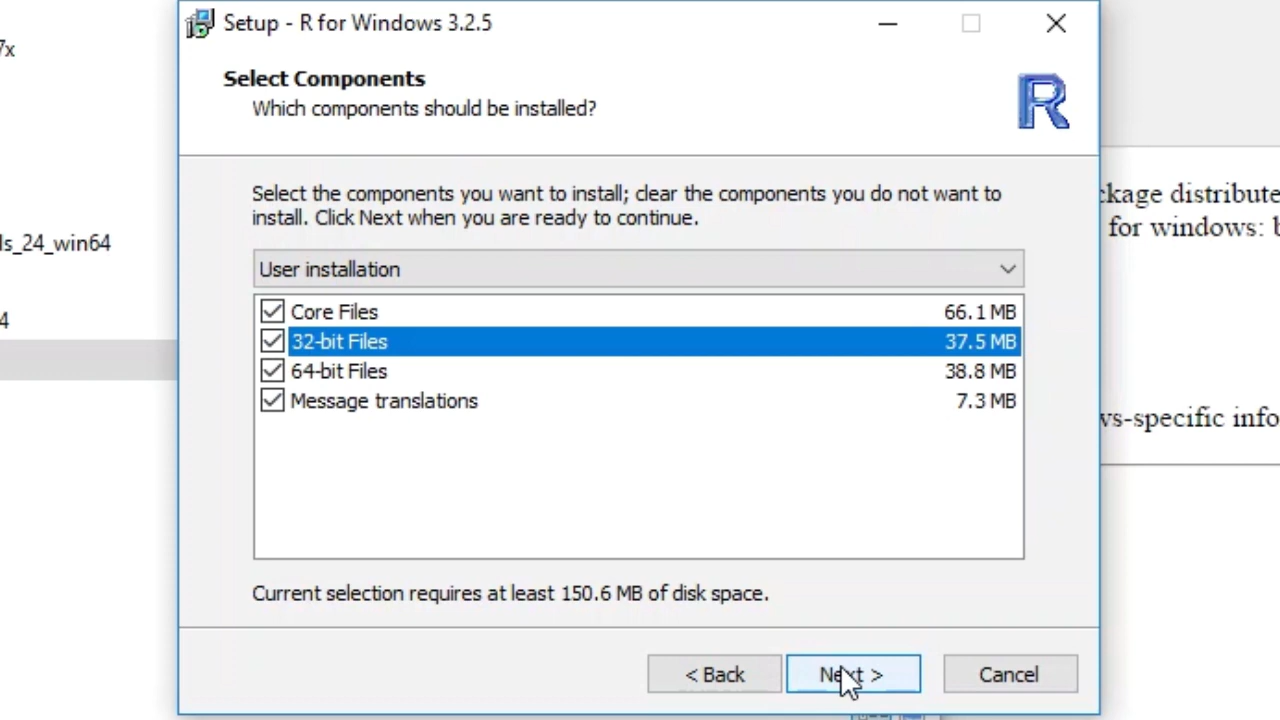 Setup - R for Windows 3.2.5
7x
Select Components
Which components should be installed?
R
Select the components you want to install; clear the components you do not want to
install. Click Next when you are ready to continue.
ckage distribute
for windows: b
ls_24_win64
User installation
Core Files 66.1 MB
4
32-bit Files 37.5 MB
64-bit Files 38.8 MB
Message translations 7.3 MB
vs-specific info
Current selection requires at least 150.6 MB of disk space.
< Back Next > Cancel